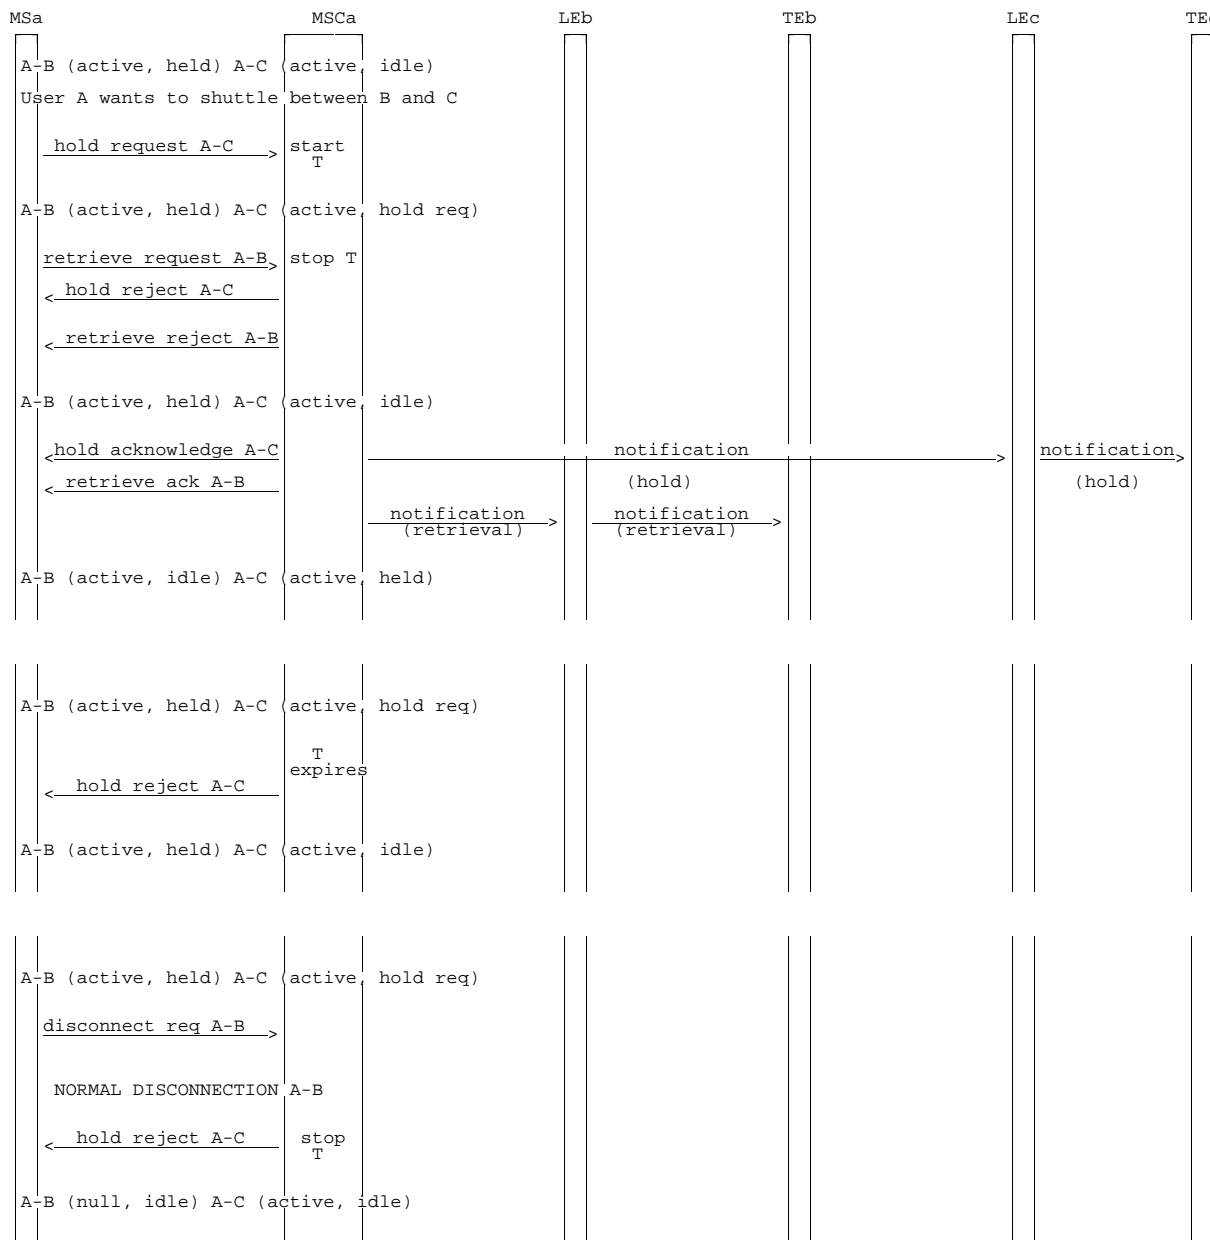 MSa MSCa LEb TEb LEc TEc
A-B (active, held) A-C (active, idle)
User A wants to shuttle between B and C
hold request A-C start
T
A-B (active, held) A-C (active, hold req)
retrieve request A-B stop T
hold reject A-C
retrieve reject A-B
A-B (active, held) A-C (active, idle)
hold acknowledge A-C notification notification
retrieve ack A-B (hold) (hold)
notification notification
(retrieval) (retrieval)
A-B (active, idle) A-C (active, held)
A-B (active, held) A-C (active, hold req)
T
expires
hold reject A-C
A-B (active, held) A-C (active, idle)
A-B (active, held) A-C (active, hold req)
disconnect req A-B
NORMAL DISCONNECTION A-B
hold reject A-C stop
T
A-B (null, idle) A-C (active, idle)